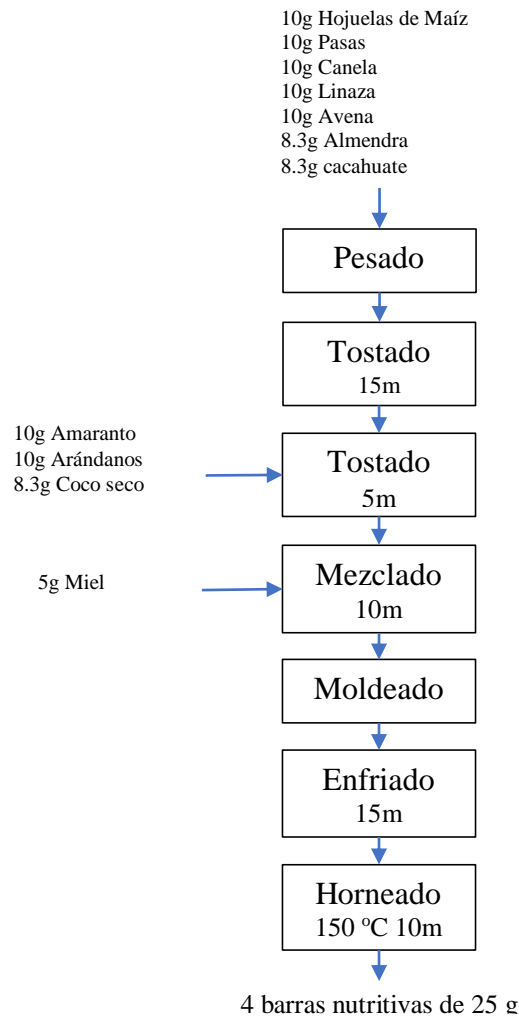 10g Hojuelas de Maíz
10g Pasas
10g Canela
10g Linaza
10g Avena
8.3g Almendra
8.3g cacahuate
Pesado
Tostado
15m
10g Amaranto
10g Arándanos
8.3g Coco seco
Tostado
5m
5g Miel
Mezclado
10m
Moldeado
Enfriado
15m
Horneado
150 ºC 10m
4 barras nutritivas de 25 g